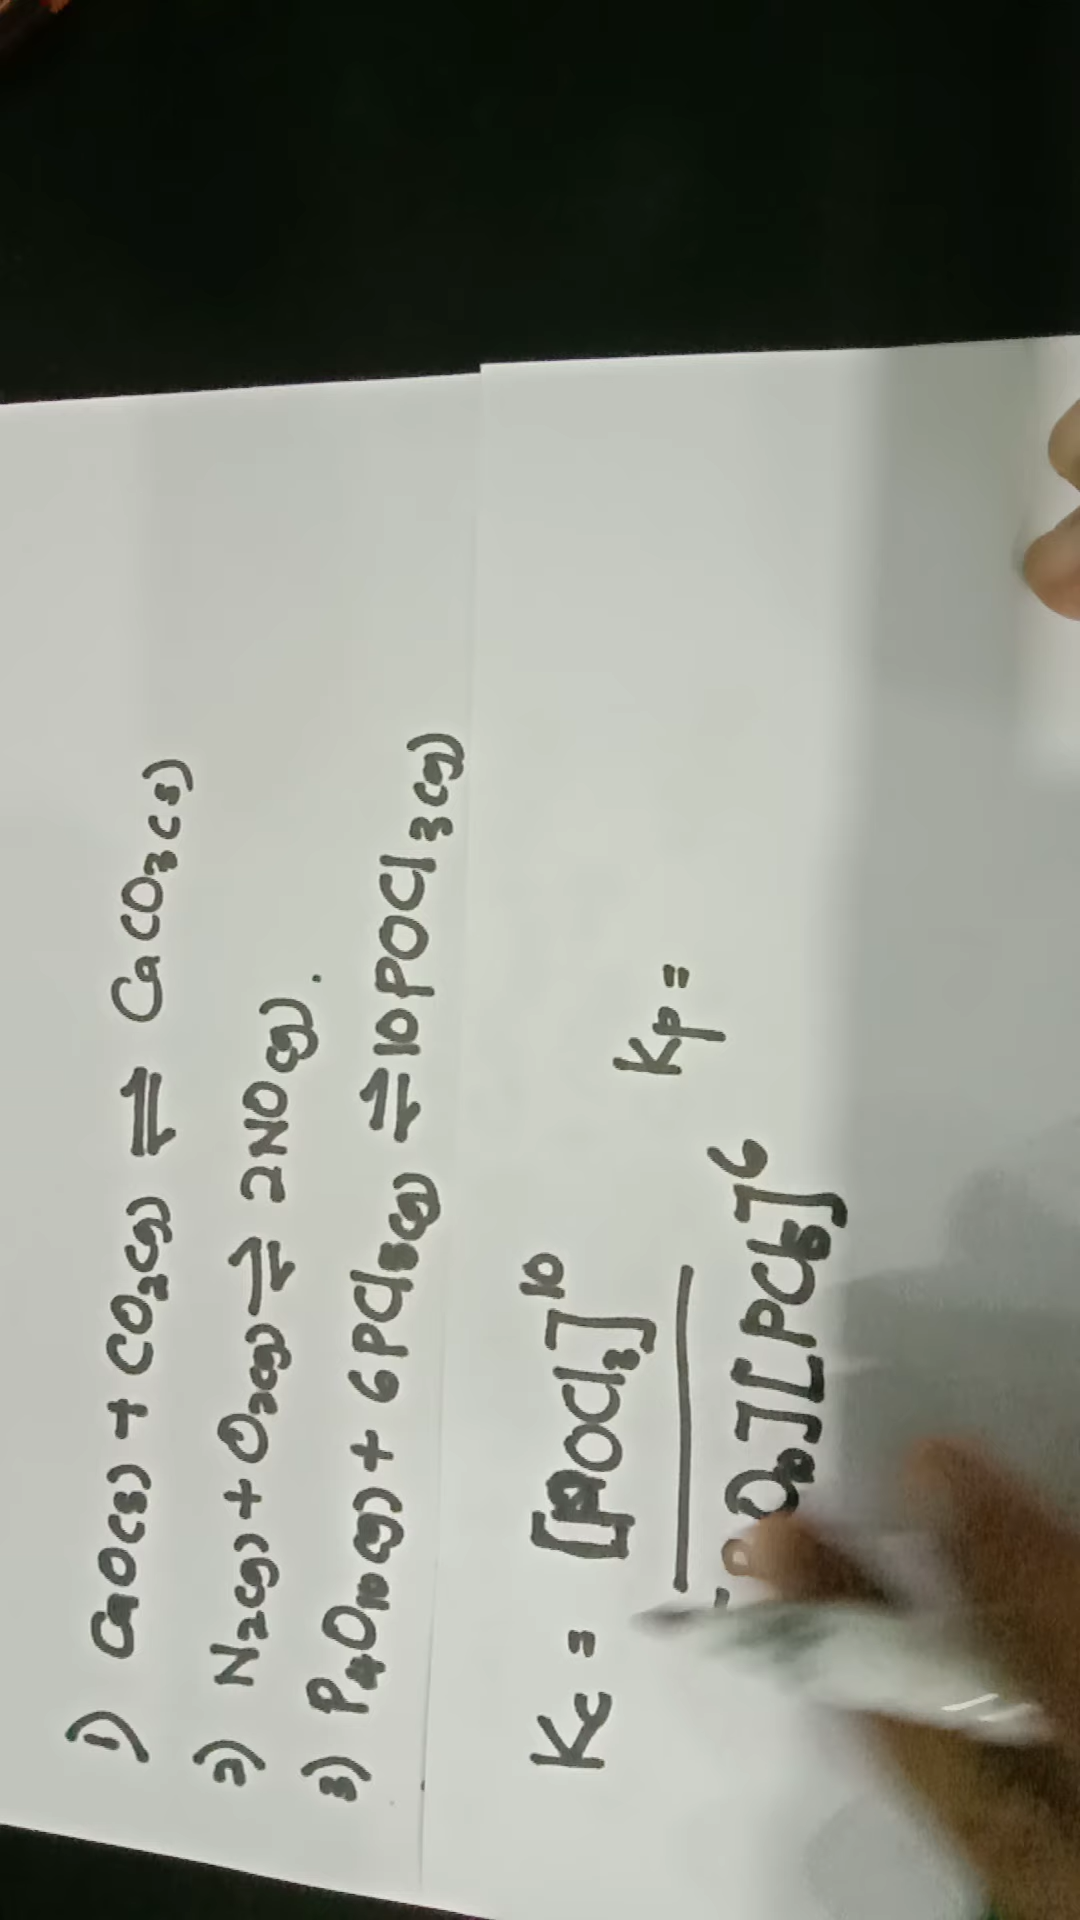 1) CaO(s) + CO₂(g) ⇌ CaCO₃(s)
2) N₂(g) + O₂(g) ⇌ 2NO(g).
3) P₄O₁₀(g) + 6PCl₅(g) ⇌ 10POCl₃(g)
Kc = [POCl₃]¹⁰
Kp =
][PCl₅]⁶